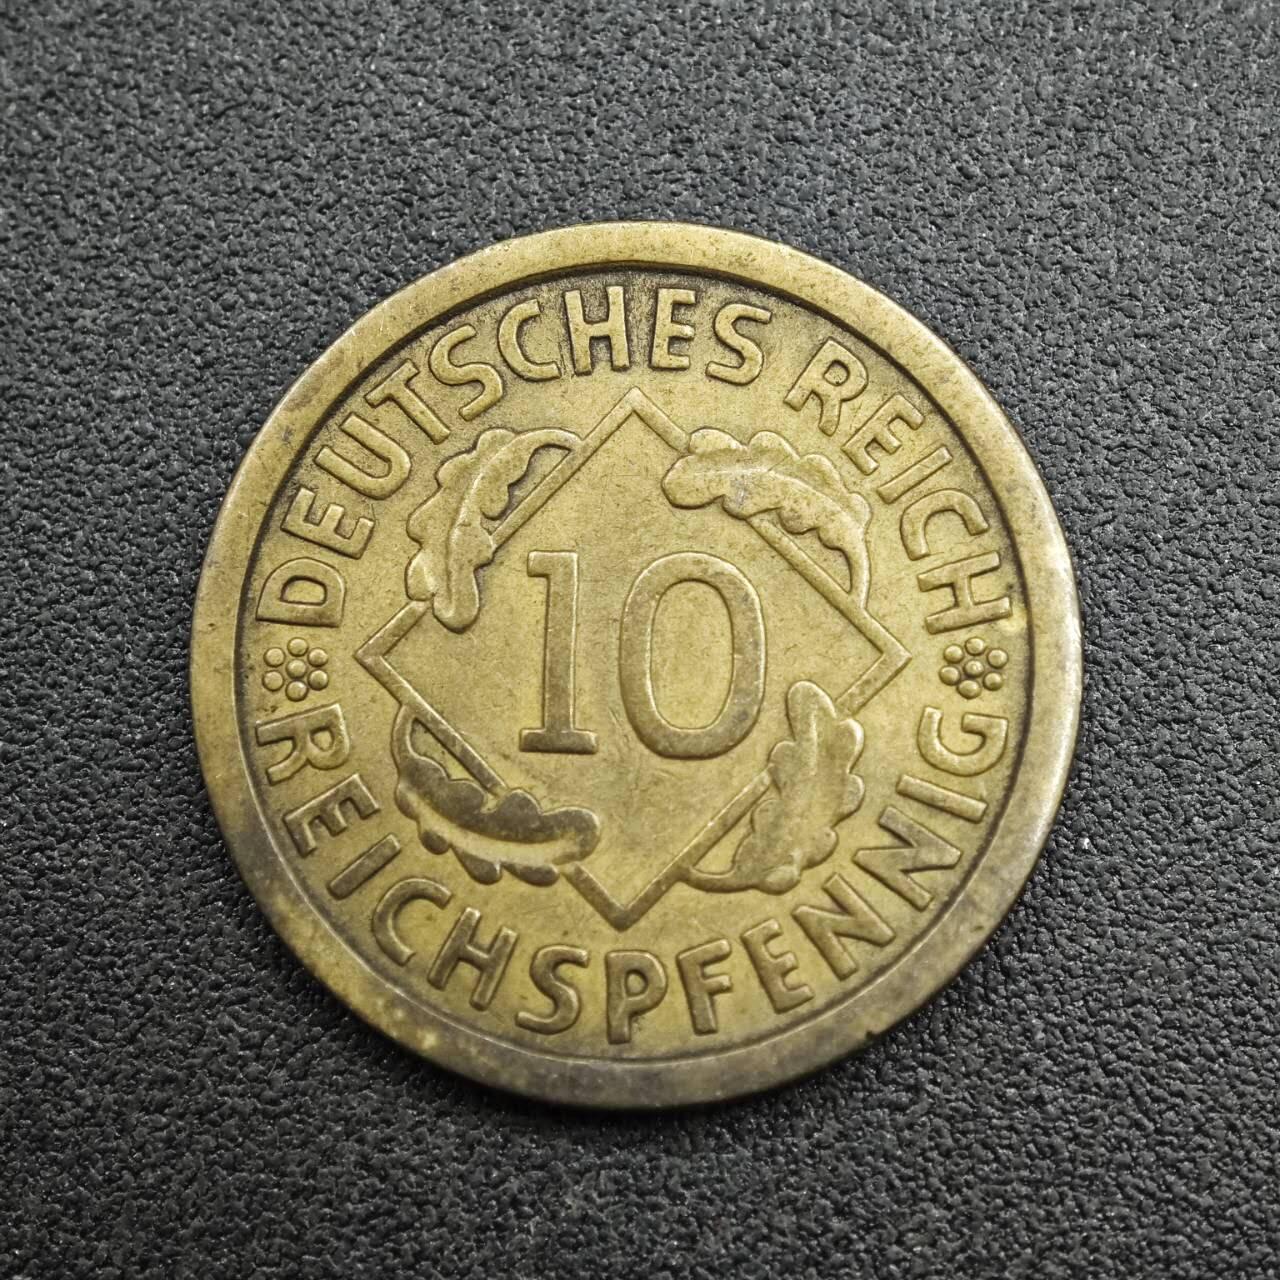 DEUTSCHES REICH
10
REICHSPFENNIG